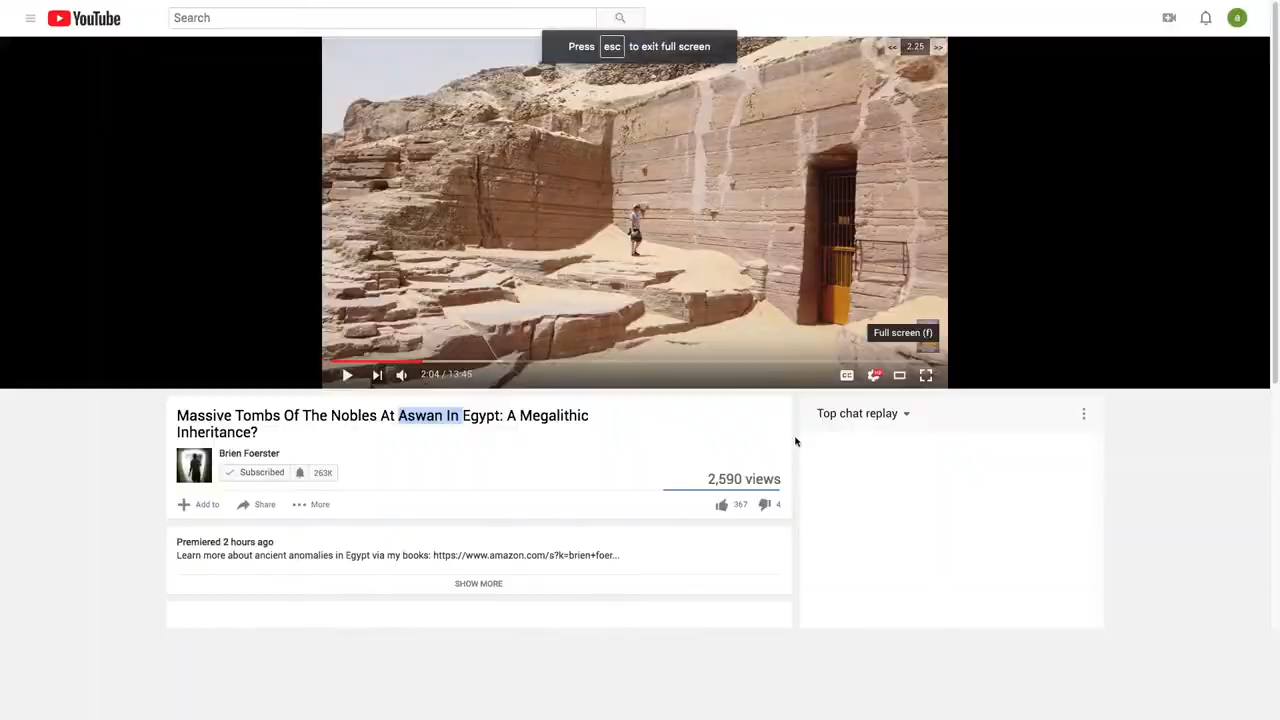 YouTube
Search
Press esc to exit full screen
<< 2.25 >>
Full screen (f)
2:04 / 13:45
CC
HD
Massive Tombs Of The Nobles At Aswan In Egypt: A Megalithic
Inheritance?
Top chat replay
Brien Foerster
Subscribed 263K
2,590 views
Add to Share More 367 4
Premiered 2 hours ago
Learn more about ancient anomalies in Egypt via my books: https://www.amazon.com/s?k=brien+foer...
SHOW MORE
a